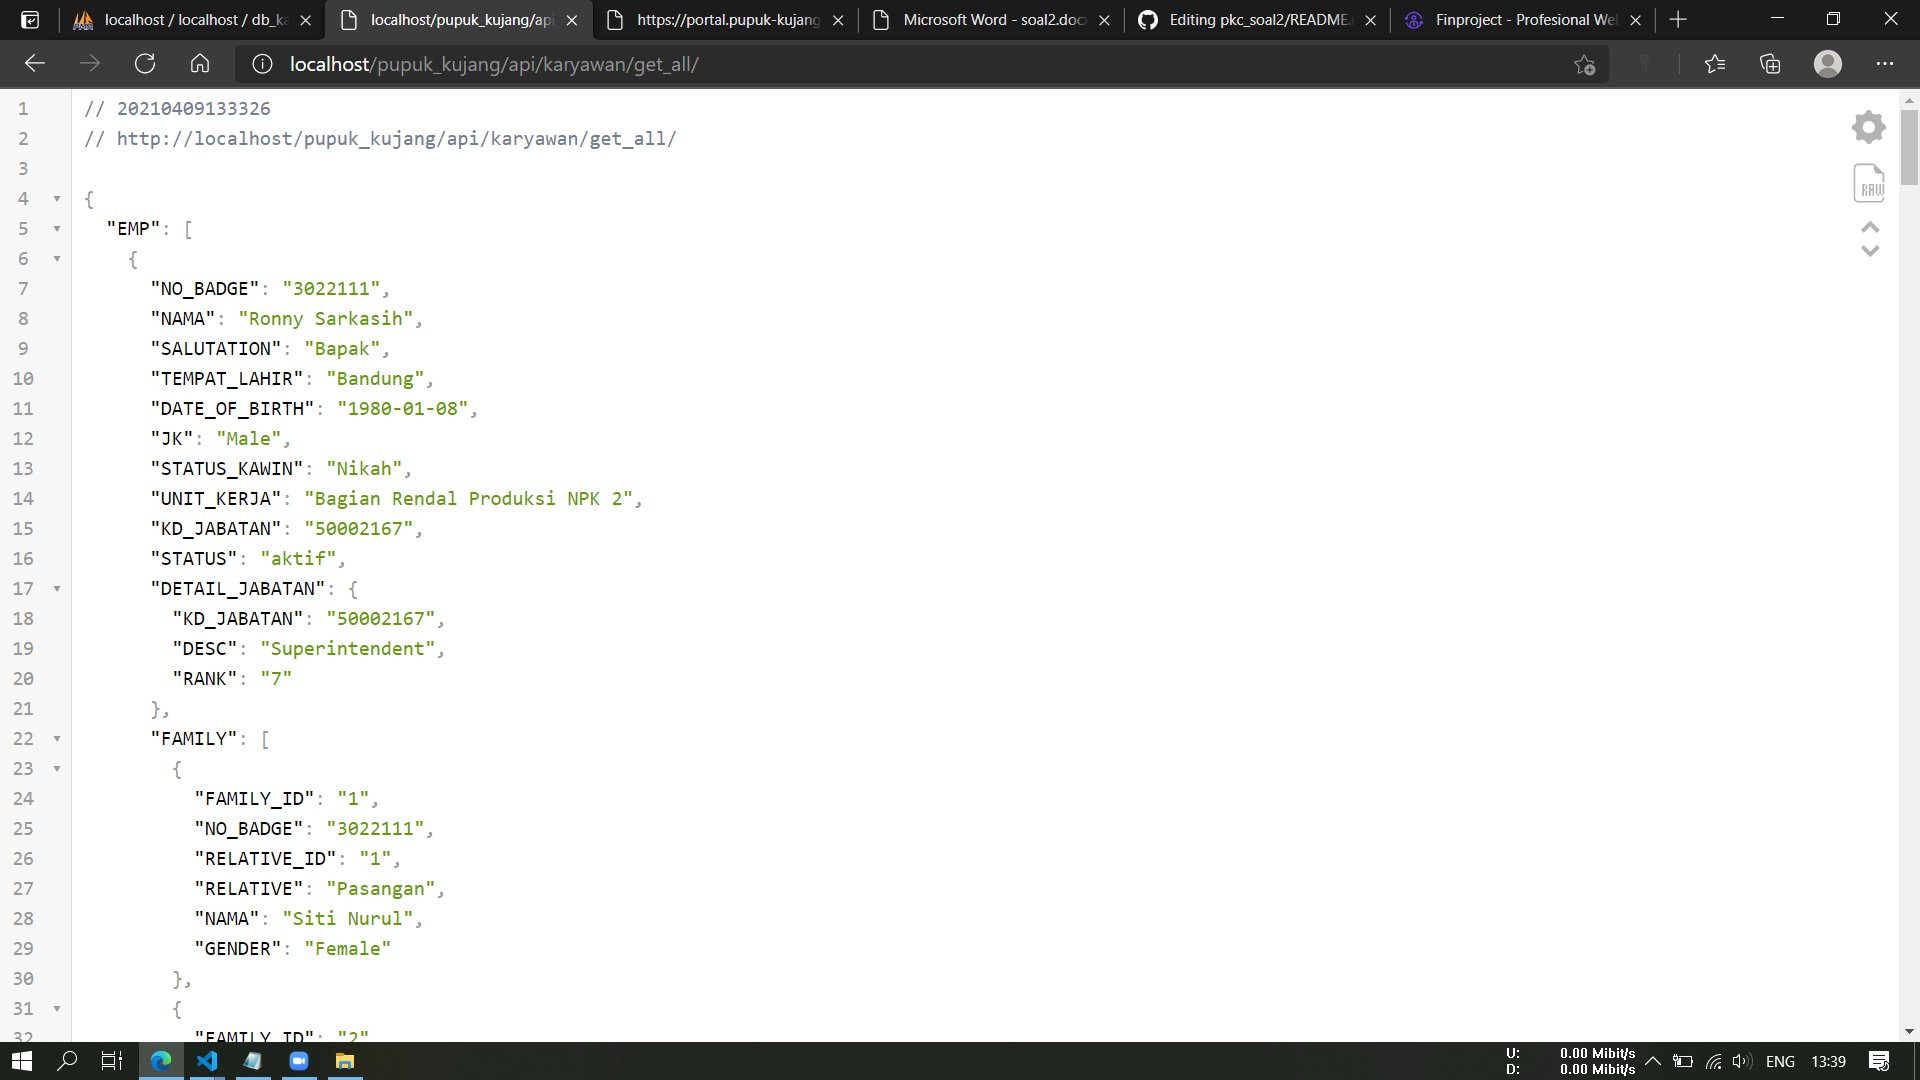 localhost / localhost / db_ka
localhost/pupuk_kujang/api
https://portal.pupuk-kujang
Microsoft Word - soal2.doc
Editing pkc_soal2/README.
Finproject - Profesional We
localhost/pupuk_kujang/api/karyawan/get_all/
1 // 20210409133326
2 // http://localhost/pupuk_kujang/api/karyawan/get_all/
3
4 {
5 "EMP": [
6 {
7 "NO_BADGE": "3022111",
8 "NAMA": "Ronny Sarkasih",
9 "SALUTATION": "Bapak",
10 "TEMPAT_LAHIR": "Bandung",
11 "DATE_OF_BIRTH": "1980-01-08",
12 "JK": "Male",
13 "STATUS_KAWIN": "Nikah",
14 "UNIT_KERJA": "Bagian Rendal Produksi NPK 2",
15 "KD_JABATAN": "50002167",
16 "STATUS": "aktif",
17 "DETAIL_JABATAN": {
18 "KD_JABATAN": "50002167",
19 "DESC": "Superintendent",
20 "RANK": "7"
21 },
22 "FAMILY": [
23 {
24 "FAMILY_ID": "1",
25 "NO_BADGE": "3022111",
26 "RELATIVE_ID": "1",
27 "RELATIVE": "Pasangan",
28 "NAMA": "Siti Nurul",
29 "GENDER": "Female"
30 },
31 {
32 "FAMILY_ID": "2"
RAW
U: 0.00 Mibit/s
D: 0.00 Mibit/s
ENG
13:39